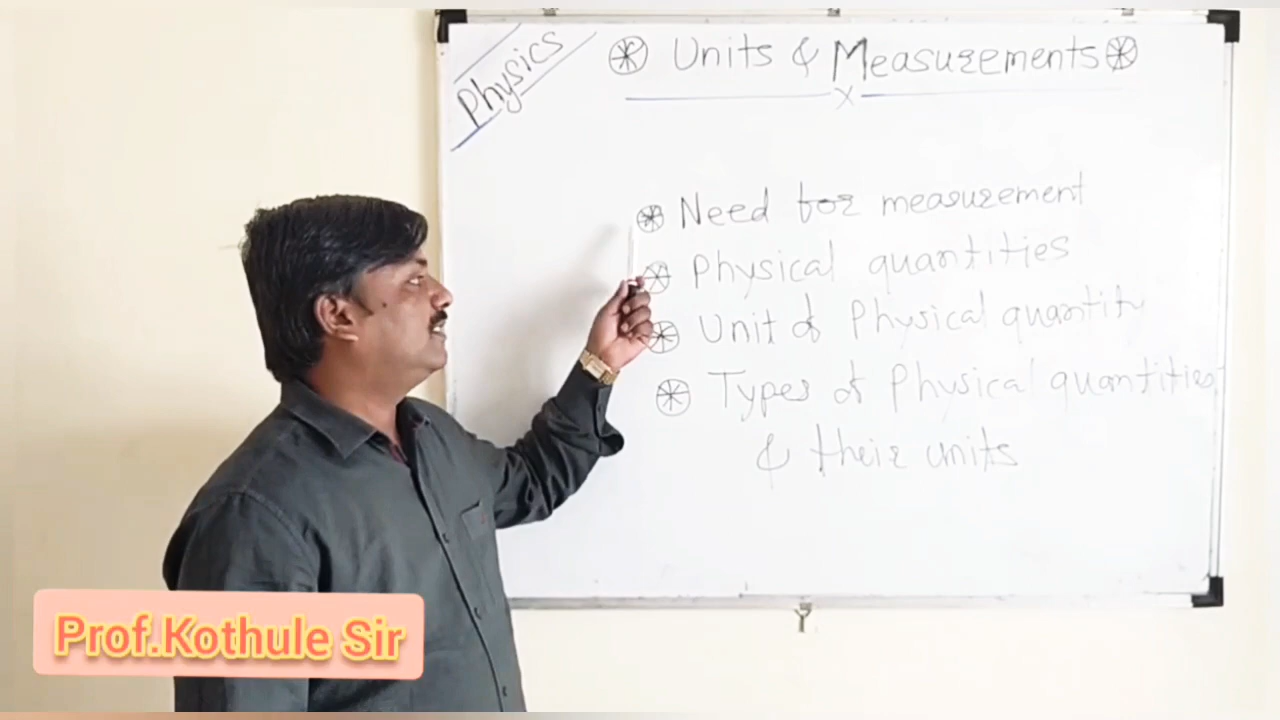 Physics
Units & Measurements
Need for measurement
Physical quantities
Unit of Physical quantity
Types of Physical quantities
& their units
Prof.Kothule Sir